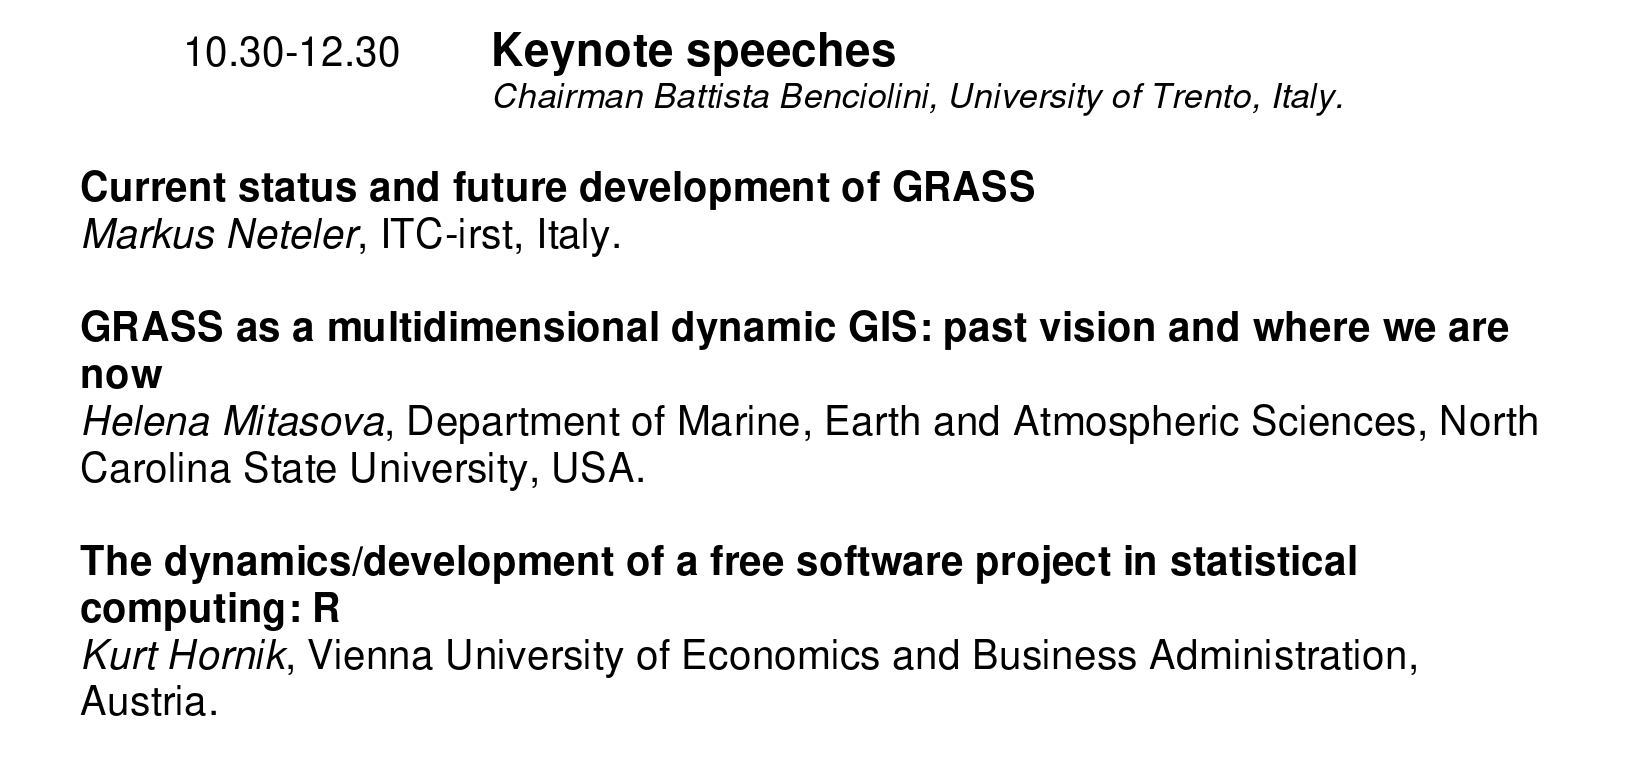 10.30-12.30 Keynote speeches
Chairman Battista Benciolini, University of Trento, Italy.
Current status and future development of GRASS
Markus Neteler, ITC-irst, Italy.
GRASS as a multidimensional dynamic GIS: past vision and where we are
now
Helena Mitasova, Department of Marine, Earth and Atmospheric Sciences, North
Carolina State University, USA.
The dynamics/development of a free software project in statistical
computing: R
Kurt Hornik, Vienna University of Economics and Business Administration,
Austria.